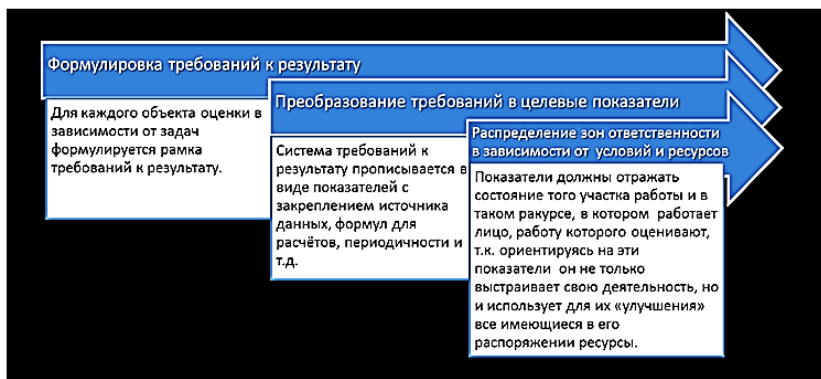 Формулировка требований к результату
Для каждого объекта оценки в
зависимости от задач
формулируется рамка
требований к результату.
Преобразование требований в целевые показатели
Система требований к
результату прописывается в
виде показателей с
закреплением источника
данных, формул для
расчётов, периодичности и
т.д.
Распределение зон ответственности
в зависимости от условий и ресурсов
Показатели должны отражать
состояние того участка работы и в
таком ракурсе, в котором работает
лицо, работу которого оценивают,
т.к. ориентируясь на эти
показатели он не только
выстраивает свою деятельность, но
и использует для их «улучшения»
все имеющиеся в его
распоряжении ресурсы.